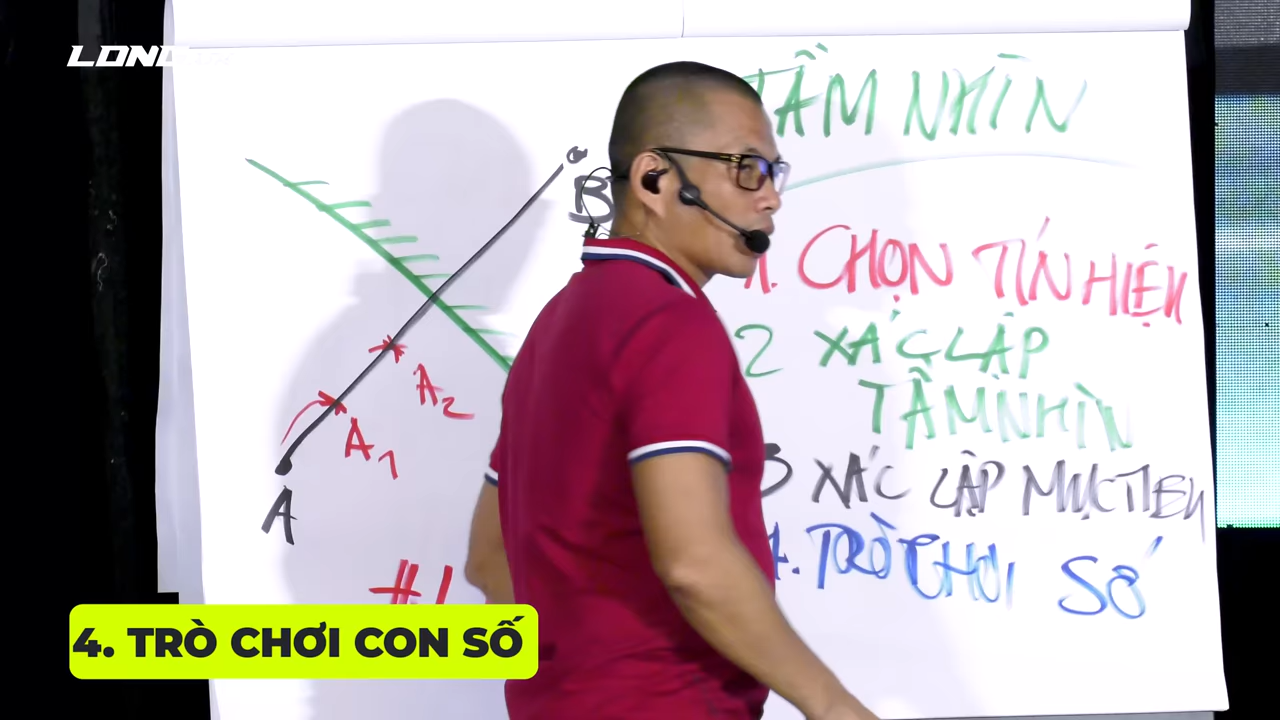 TẦM NHÌN
B
1. CHỌN TÍN HIỆU
2 XÁC LẬP
TẦM NHÌN
A2
A1
3 XÁC LẬP MỤC TIÊU
A
4. TRÒ CHƠI SỐ
#1
4. TRÒ CHƠI CON SỐ